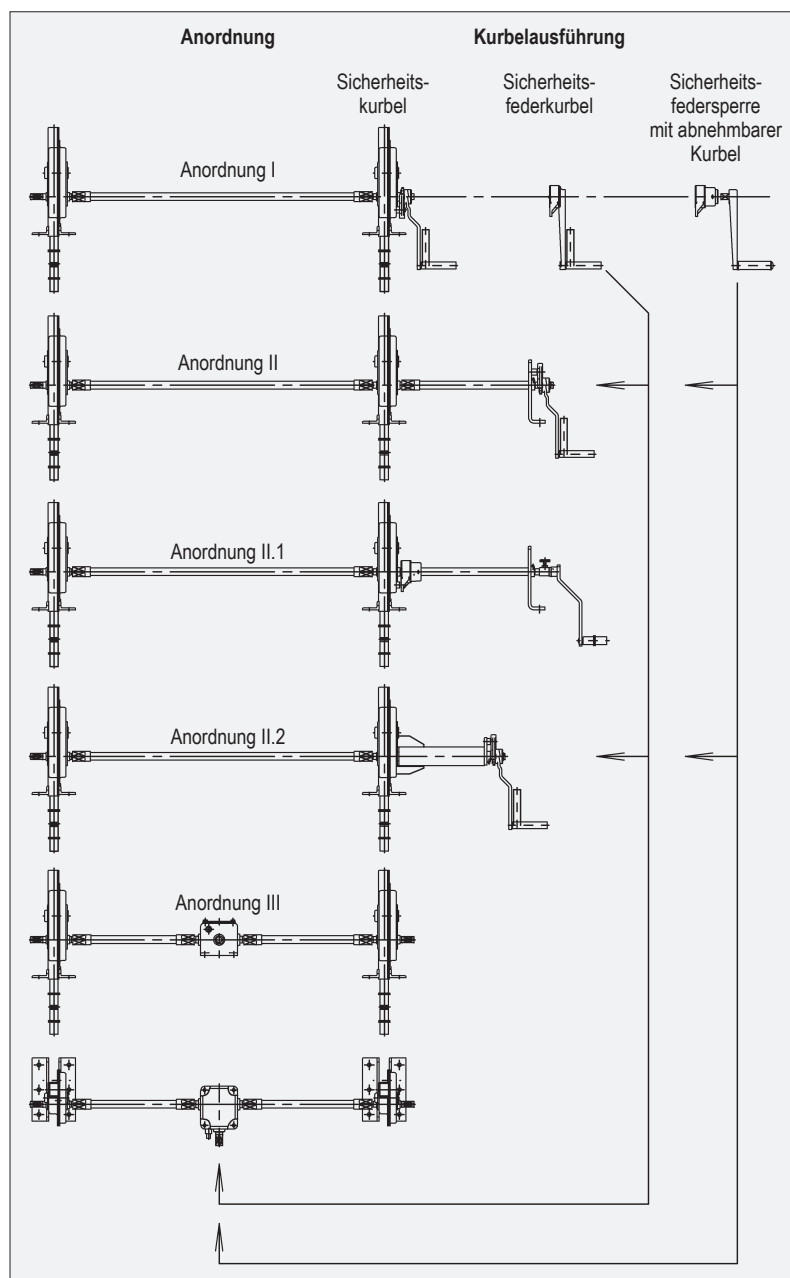 Anordnung
Kurbelausführung
Sicherheits-
kurbel
Sicherheits-
federkurbel
Sicherheits-
federsperre
mit abnehmbarer
Kurbel
Anordnung I
Anordnung II
Anordnung II.1
Anordnung II.2
Anordnung III